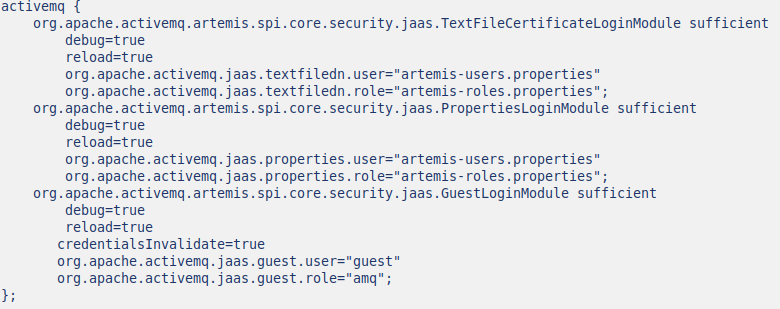 activemq {
org.apache.activemq.artemis.spi.core.security.jaas.TextFileCertificateLoginModule sufficient
debug=true
reload=true
org.apache.activemq.jaas.textfiledn.user="artemis-users.properties"
org.apache.activemq.jaas.textfiledn.role="artemis-roles.properties";
org.apache.activemq.artemis.spi.core.security.jaas.PropertiesLoginModule sufficient
debug=true
reload=true
org.apache.activemq.jaas.properties.user="artemis-users.properties"
org.apache.activemq.jaas.properties.role="artemis-roles.properties";
org.apache.activemq.artemis.spi.core.security.jaas.GuestLoginModule sufficient
debug=true
reload=true
credentialsInvalidate=true
org.apache.activemq.jaas.guest.user="guest"
org.apache.activemq.jaas.guest.role="amq";
};